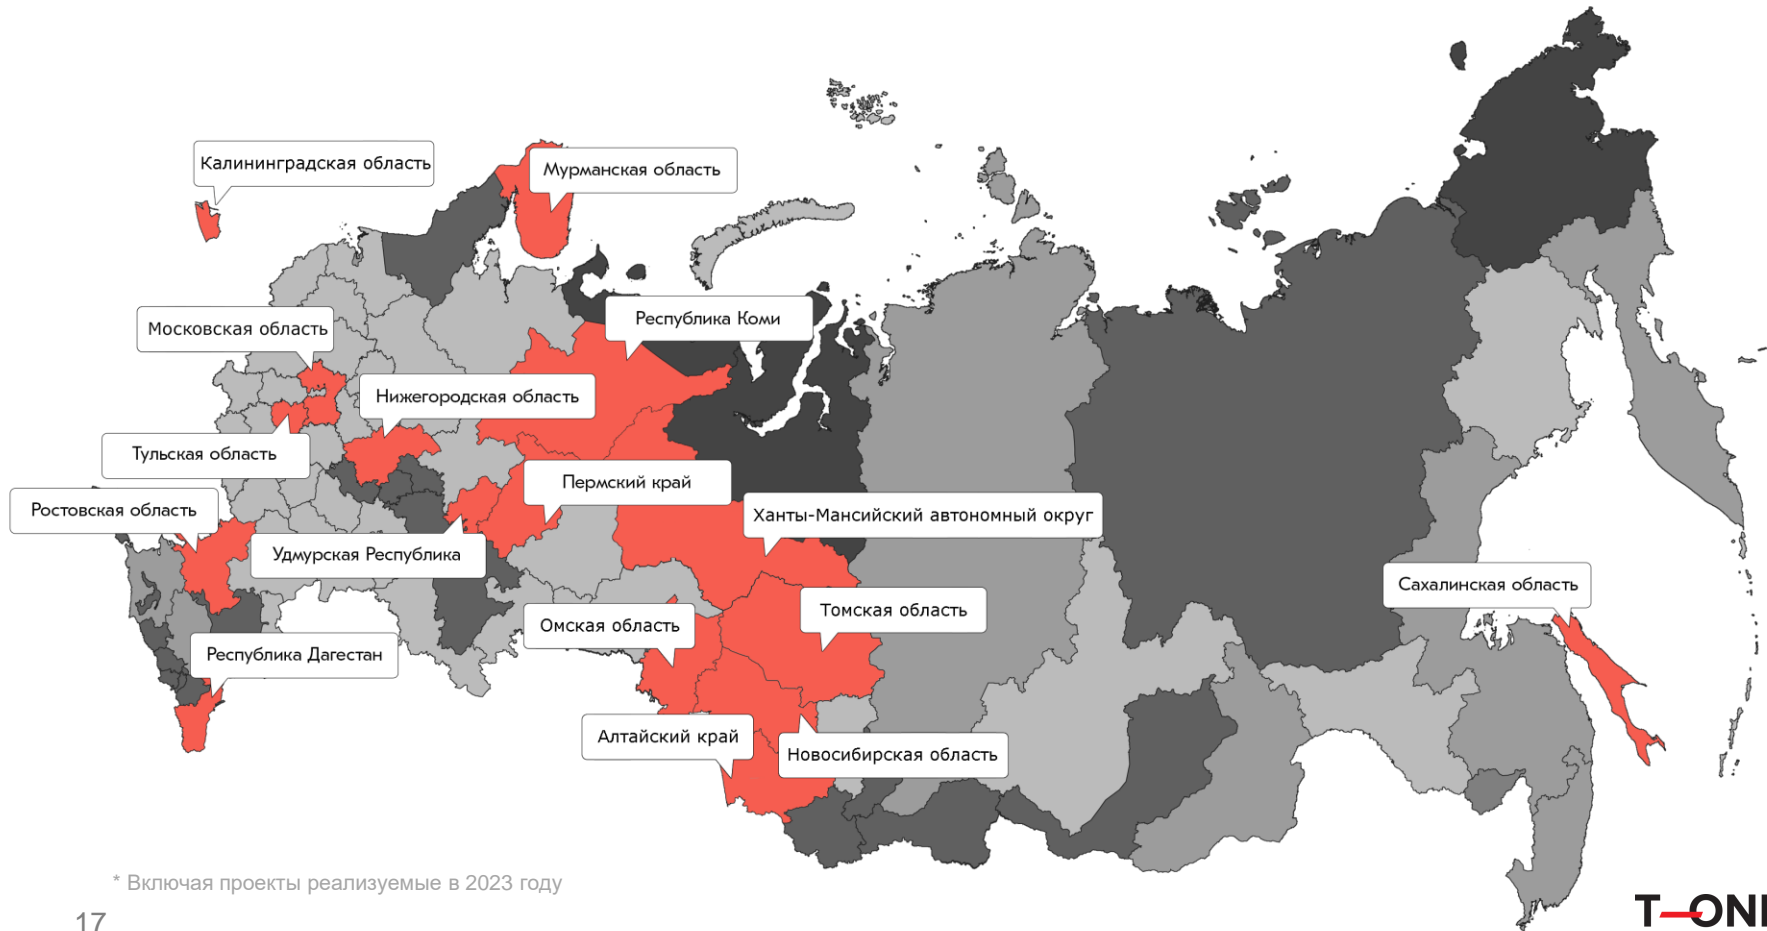 Калининградская область
Мурманская область
Республика Коми
Московская область
Нижегородская область
Тульская область
Пермский край
Ростовская область
Ханты-Мансийский автономный округ
Удмурская Республика
Сахалинская область
Томская область
Омская область
Республика Дагестан
Алтайский край
Новосибирская область
* Включая проекты реализуемые в 2023 году
17